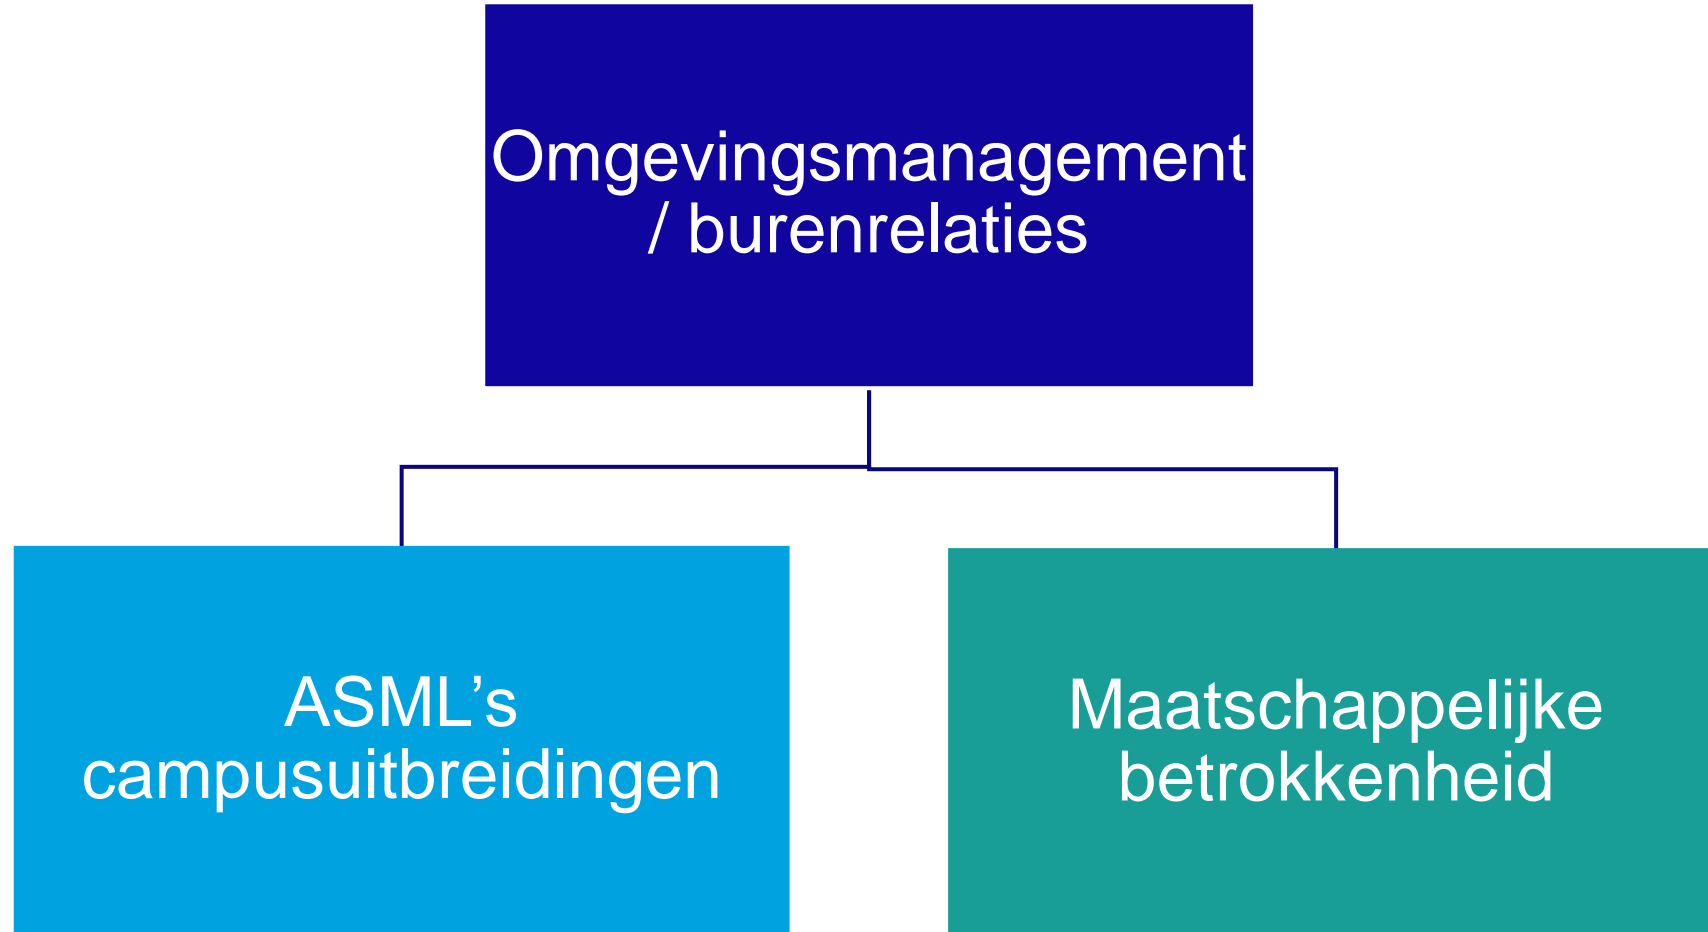 Omgevingsmanagement
/ burenrelaties
ASML’s
campusuitbreidingen
Maatschappelijke
betrokkenheid